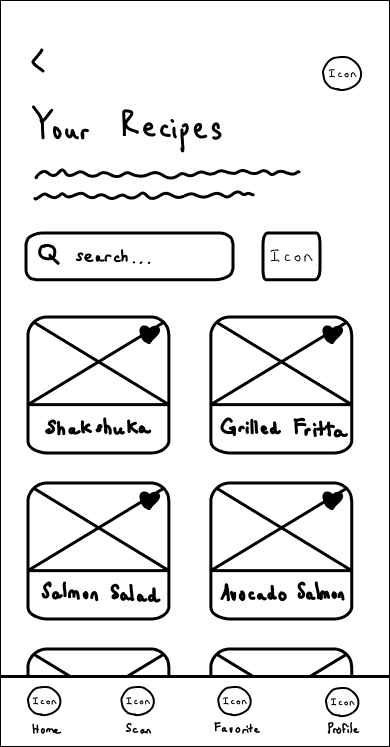 Icon
Your Recipes
search...
Icon
Shakshuka
Grilled Fritta
Salmon Salad
Avocado Salmon
Icon Icon Icon Icon
Home Scan Favorite Profile